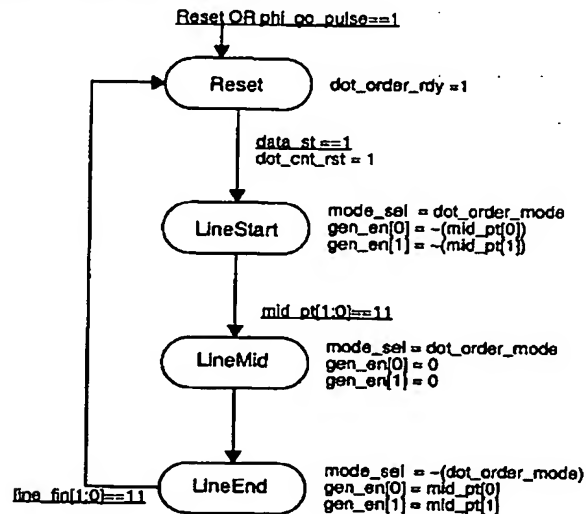 Reset OR phi_go_pulse==1
Reset
dot_order_rdy =1
data_st==1
dot_cnt_rst = 1
LineStart
mode_sel = dot_order_mode
gen_en[0] = ~(mid_pt[0])
gen_en[1] = ~(mid_pt[1])
mid_pt[1:0]==11
LineMid
mode_sel = dot_order_mode
gen_en[0] = 0
gen_en[1] = 0
LineEnd
mode_sel = ~(dot_order_mode)
gen_en[0] = mid_pt[0]
gen_en[1] = mid_pt[1]
line_fin[1:0]==11